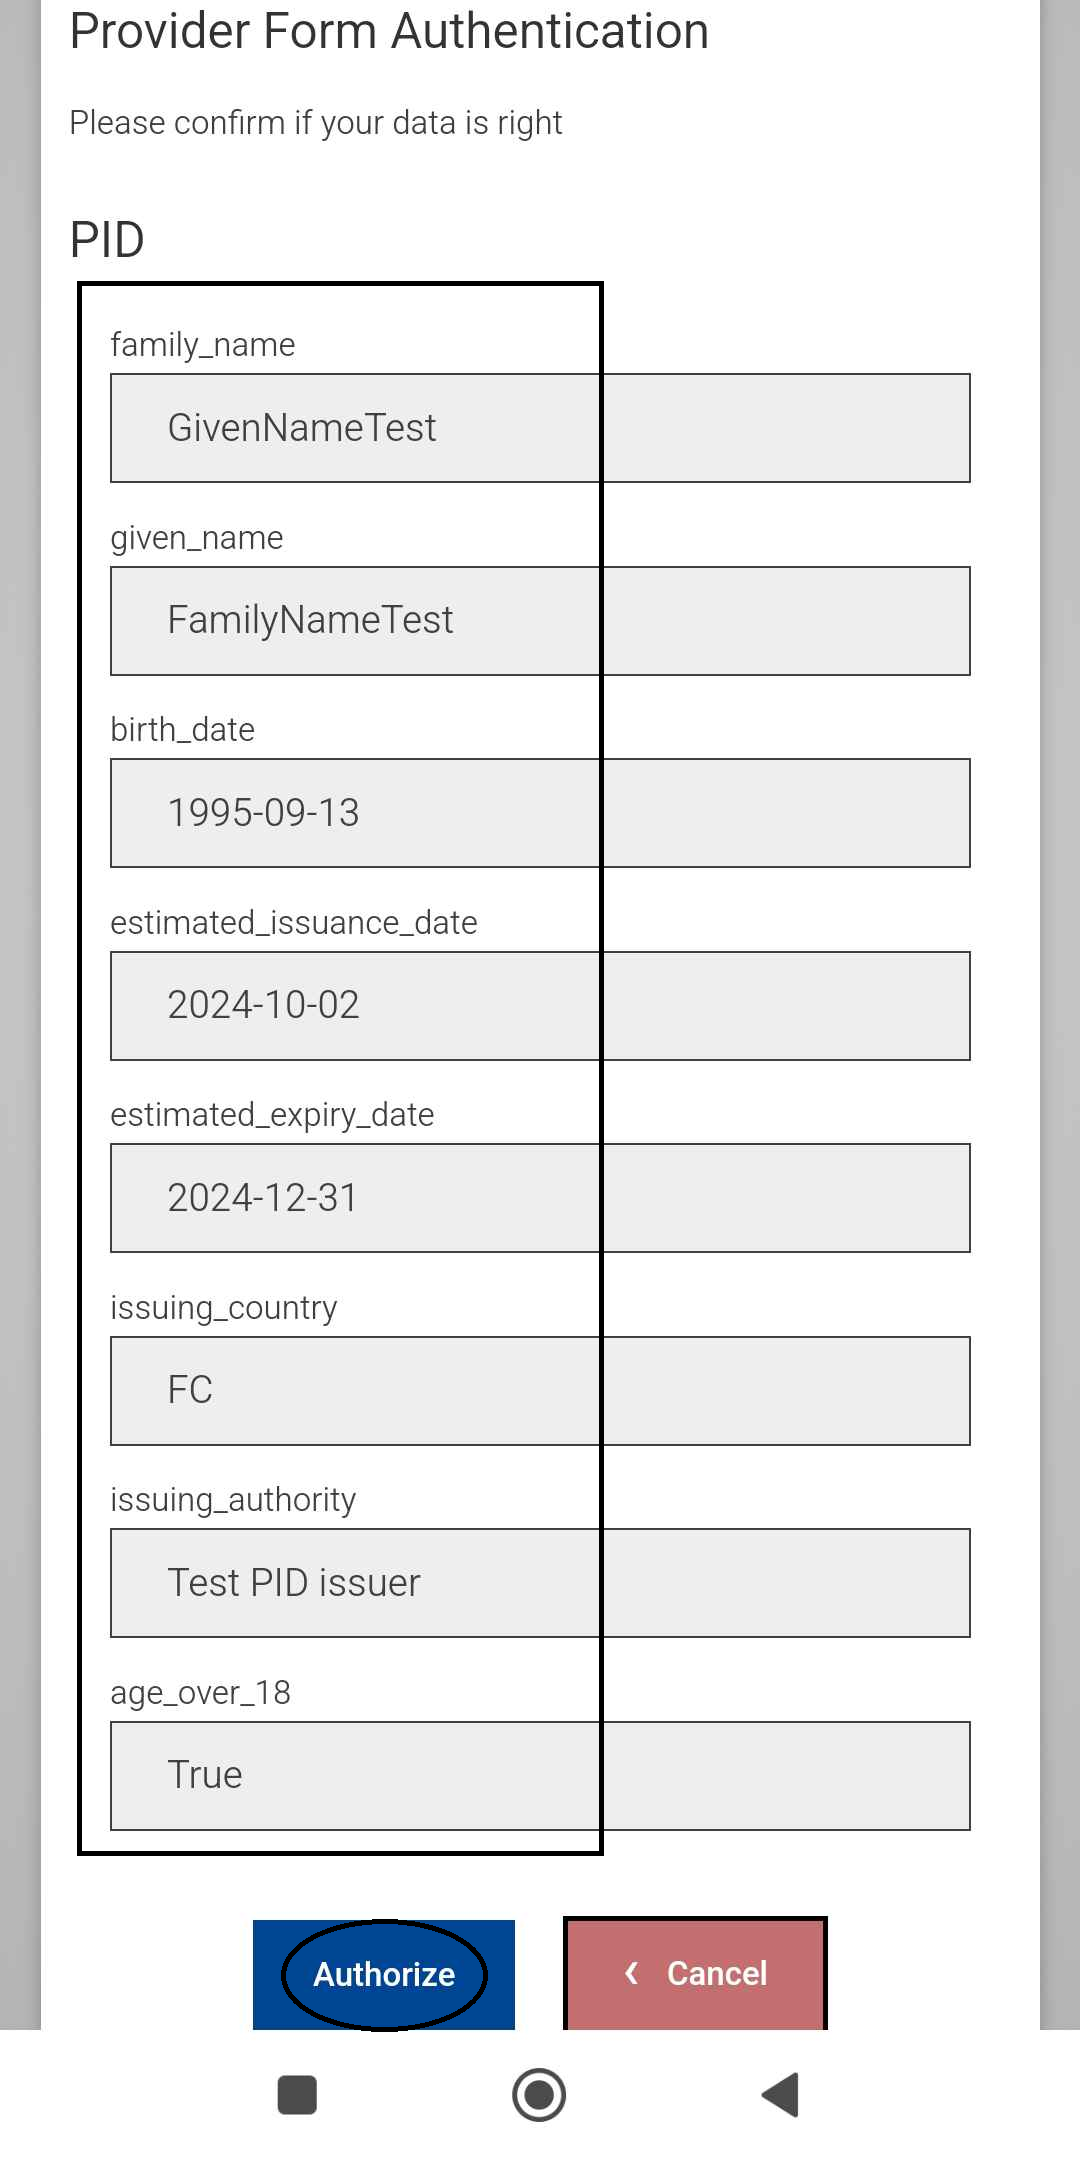 Provider Form Authentication
Please confirm if your data is right
PID
family_name
GivenNameTest
given_name
FamilyNameTest
birth_date
1995-09-13
estimated_issuance_date
2024-10-02
estimated_expiry_date
2024-12-31
issuing_country
FC
issuing_authority
Test PID issuer
age_over_18
True
Authorize
Cancel